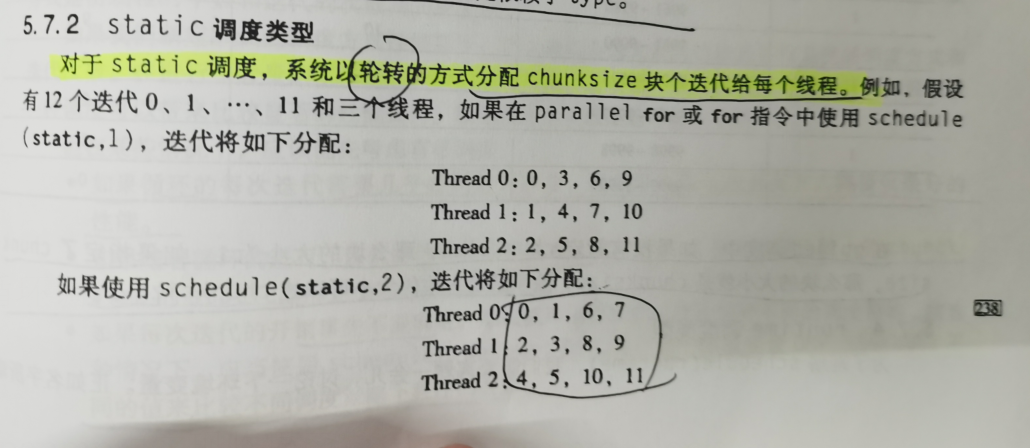 type。
5.7.2 static 调度类型
对于 static 调度，系统以轮转的方式分配 chunksize 块个迭代给每个线程。例如，假设
有12 个迭代 0、1、…、11 和三个线程，如果在 parallel for 或 for 指令中使用 schedule
(static,1)，迭代将如下分配：
Thread 0: 0, 3, 6, 9
Thread 1: 1, 4, 7, 10
Thread 2: 2, 5, 8, 11
如果使用 schedule(static,2)，迭代将如下分配：
Thread 0: 0, 1, 6, 7
238
Thread 1: 2, 3, 8, 9
Thread 2: 4, 5, 10, 11